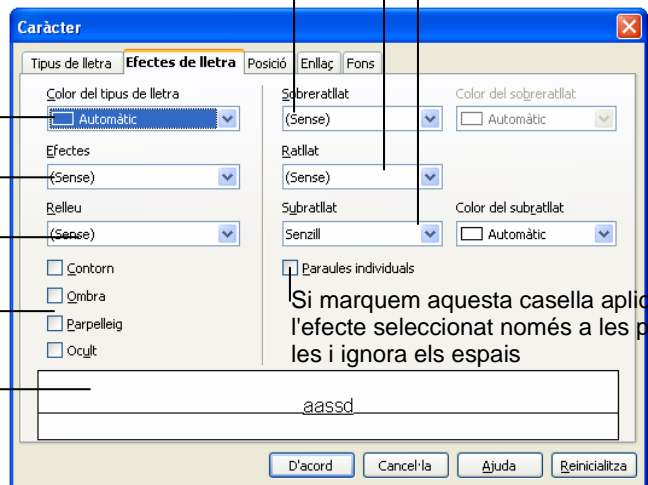 Caràcter
Tipus de lletra Efectes de lletra Posició Enllaç Fons
Color del tipus de lletra Sobreratllat Color del sobreratllat
Automàtic (Sense) Automàtic
Efectes Ratllat
(Sense) (Sense)
Relleu Subratllat Color del subratllat
(Sense) Senzill Automàtic
Contorn Paraules individuals
Ombra
Parpelleig
Ocult
Si marquem aquesta casella aplic
l'efecte seleccionat només a les p
les i ignora els espais
aassd
D'acord Cancel·la Ajuda Reinicialitza